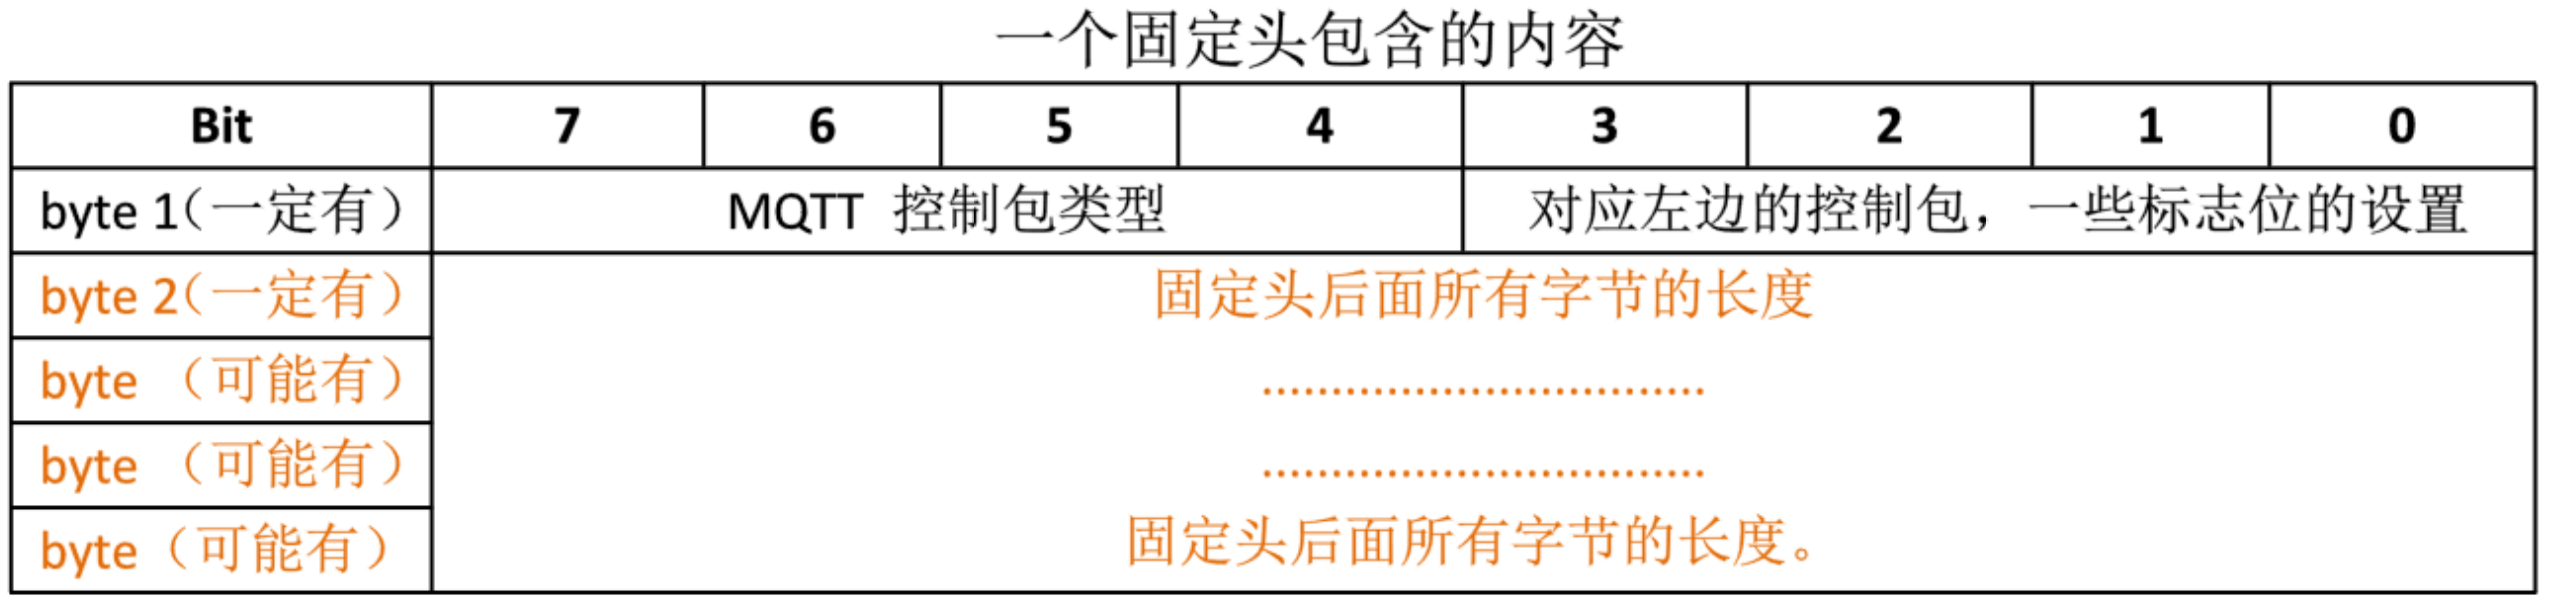 一个固定头包含的内容
Bit 7 6 5 4 3 2 1 0
byte 1（一定有） MQTT 控制包类型 对应左边的控制包，一些标志位的设置
byte 2（一定有） 固定头后面所有字节的长度
byte （可能有） ................................
byte （可能有） ................................
byte（可能有） 固定头后面所有字节的长度。